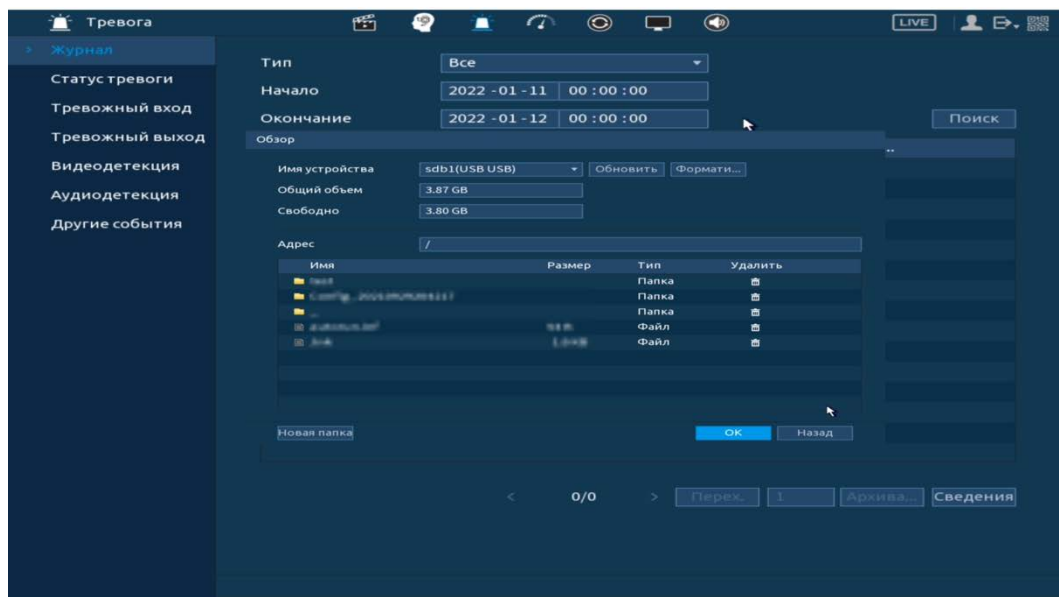 Тревога LIVE
Журнал
Статус тревоги
Тревожный вход
Тревожный выход
Видеодетекция
Аудиодетекция
Другие события
Тип Все
Начало 2022 -01 -11 00 :00 :00
Окончание 2022 -01 -12 00 :00 :00
Поиск
Обзор
Имя устройства sdb1(USB USB) Обновить Формати...
Общий объем 3.87 GB
Свободно 3.80 GB
Адрес /
Имя Размер Тип Удалить
Папка
Папка
Папка
Файл
Файл
Новая папка OK Назад
< 0/0 > Перех. 1 Архива... Сведения